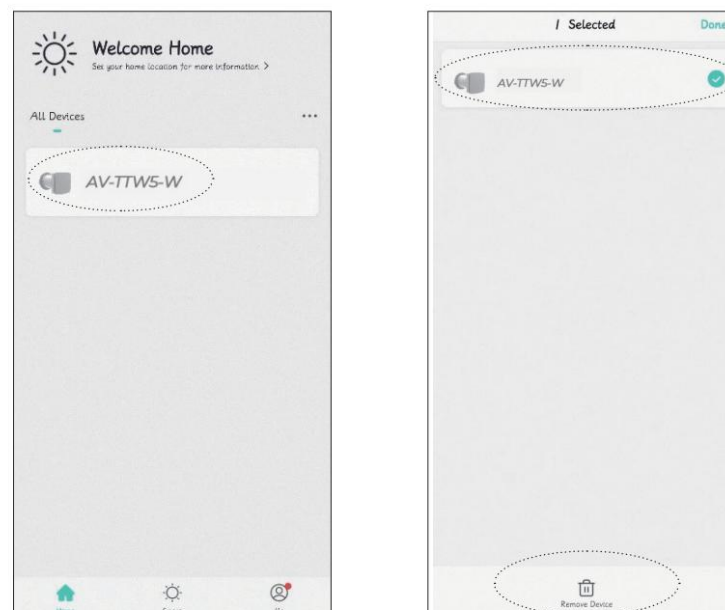 Welcome Home
Set your home location for more information. >
All Devices
AV-TTW5-W
1 Selected
Done
AV-TTW5-W
Remove Device